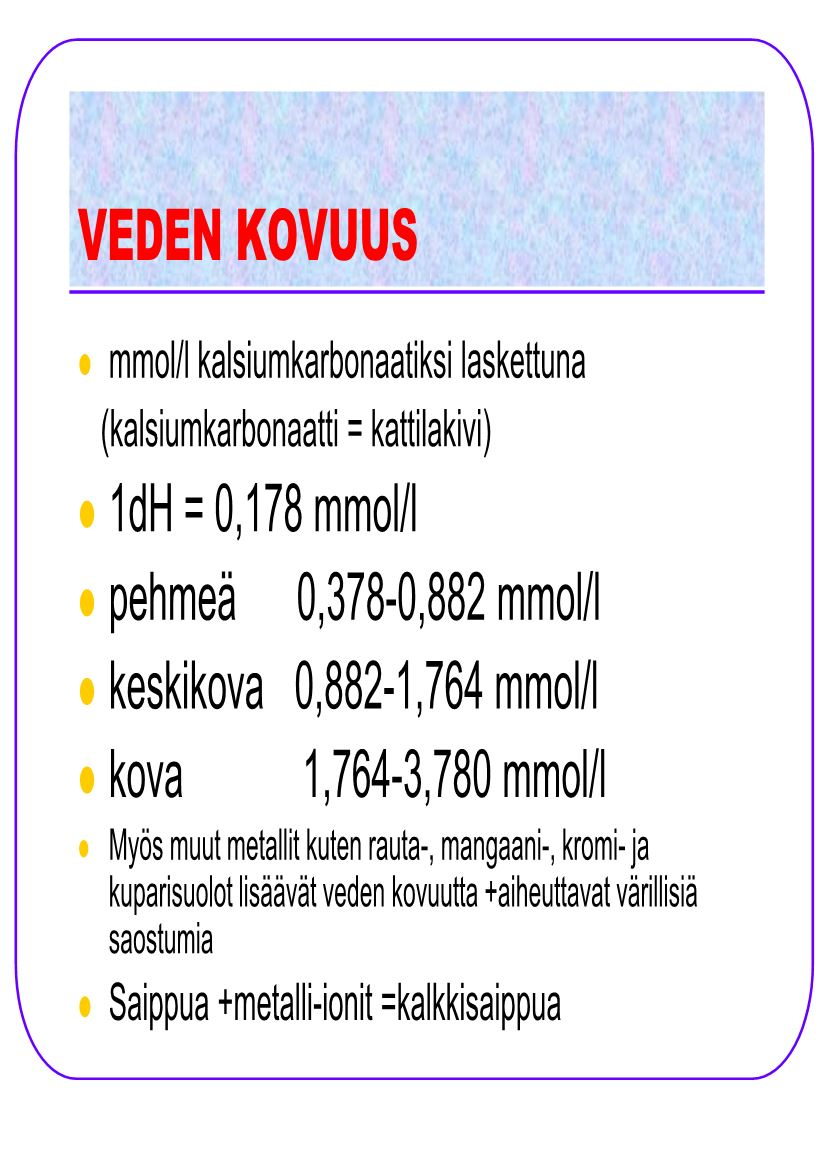 VEDEN KOVUUS
mmol/l kalsiumkarbonaatiksi laskettuna
(kalsiumkarbonaatti = kattilakivi)
1dH = 0,178 mmol/l
pehmeä 0,378-0,882 mmol/l
keskikova 0,882-1,764 mmol/l
kova 1,764-3,780 mmol/l
Myös muut metallit kuten rauta-, mangaani-, kromi- ja
kuparisuolot lisäävät veden kovuutta +aiheuttavat värillisiä
saostumia
Saippua +metalli-ionit =kalkkisaippua